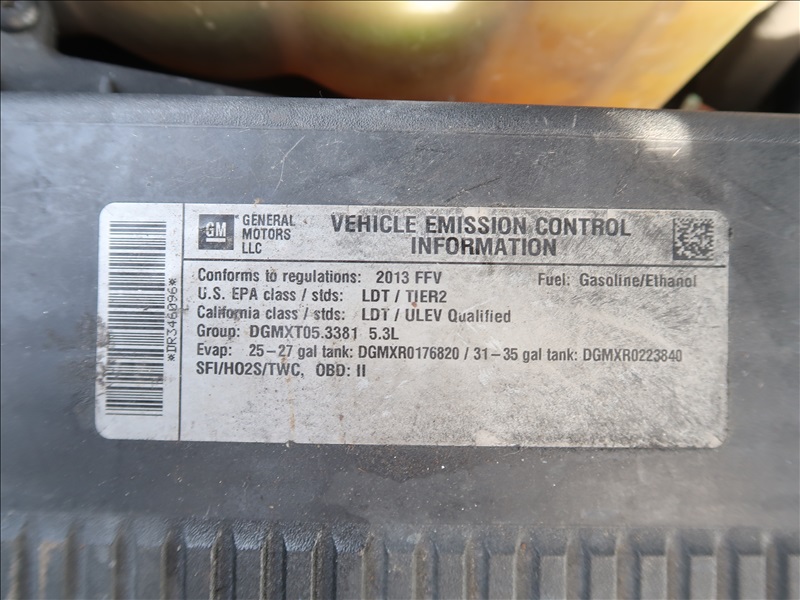 *DR346096*
GM
GENERAL
MOTORS
LLC
VEHICLE EMISSION CONTROL
INFORMATION
Conforms to regulations: 2013 FFV Fuel: Gasoline/Ethanol
U.S. EPA class / stds: LDT / TIER2
California class / stds: LDT / ULEV Qualified
Group: DGMXT05.3381 5.3L
Evap: 25-27 gal tank: DGMXR0176820 / 31-35 gal tank: DGMXR0223840
SFI/HO2S/TWC, OBD: II